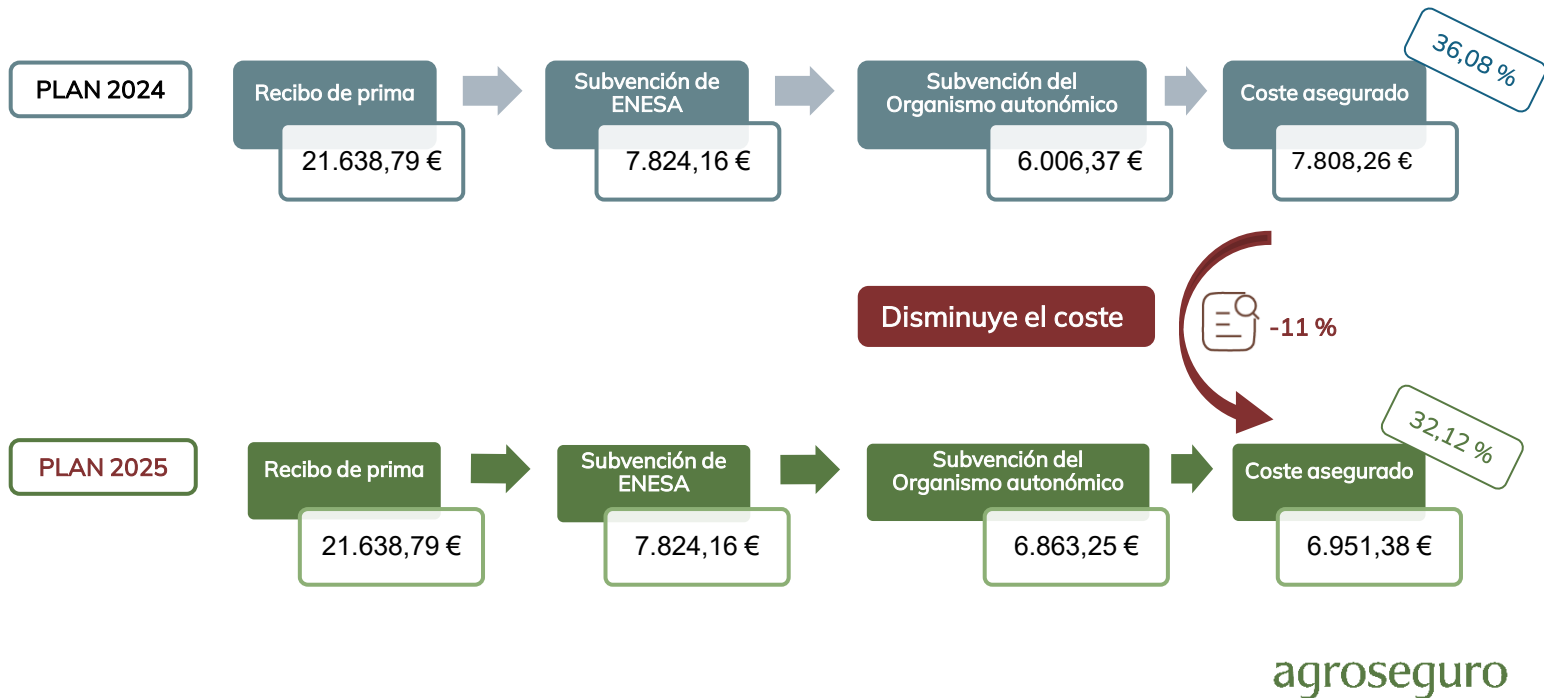 36,08 %
PLAN 2024
Recibo de prima
21.638,79 €
Subvención de
ENESA
7.824,16 €
Subvención del
Organismo autonómico
6.006,37 €
Coste asegurado
7.808,26 €
Disminuye el coste
-11 %
32,12 %
PLAN 2025
Recibo de prima
21.638,79 €
Subvención de
ENESA
7.824,16 €
Subvención del
Organismo autonómico
6.863,25 €
Coste asegurado
6.951,38 €
agroseguro